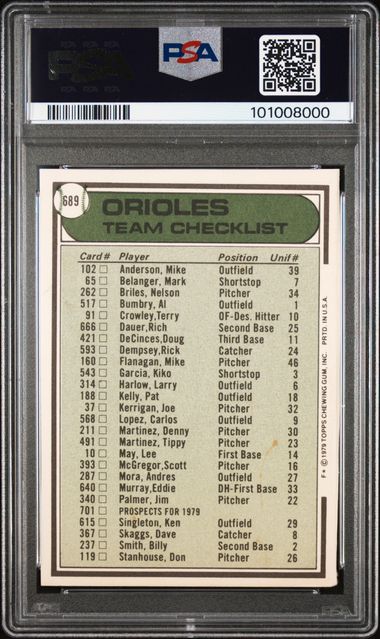 PSA
PSA
101008000
689
ORIOLES
TEAM CHECKLIST
Card # Player Position Unif #
102 Anderson, Mike Outfield 39
65 Belanger, Mark Shortstop 7
262 Briles, Nelson Pitcher 34
517 Bumbry, Al Outfield 1
91 Crowley,Terry OF-Des. Hitter 10
666 Dauer,Rich Second Base 25
421 DeCinces,Doug Third Base 11
593 Dempsey,Rick Catcher 24
160 Flanagan, Mike Pitcher 46
543 Garcia, Kiko Shortstop 3
314 Harlow, Larry Outfield 6
188 Kelly, Pat Outfield 18
37 Kerrigan, Joe Pitcher 32
568 Lopez, Carlos Outfield 9
211 Martinez, Denny Pitcher 30
491 Martinez, Tippy Pitcher 23
10 May, Lee First Base 14
393 McGregor,Scott Pitcher 16
287 Mora, Andres Outfield 27
640 Murray,Eddie DH-First Base 33
340 Palmer, Jim Pitcher 22
701 PROSPECTS FOR 1979
615 Singleton, Ken Outfield 29
367 Skaggs, Dave Catcher 8
237 Smith, Billy Second Base 2
119 Stanhouse, Don Pitcher 26
F* © 1979 TOPPS CHEWING GUM, INC. PRTD. IN U.S.A.